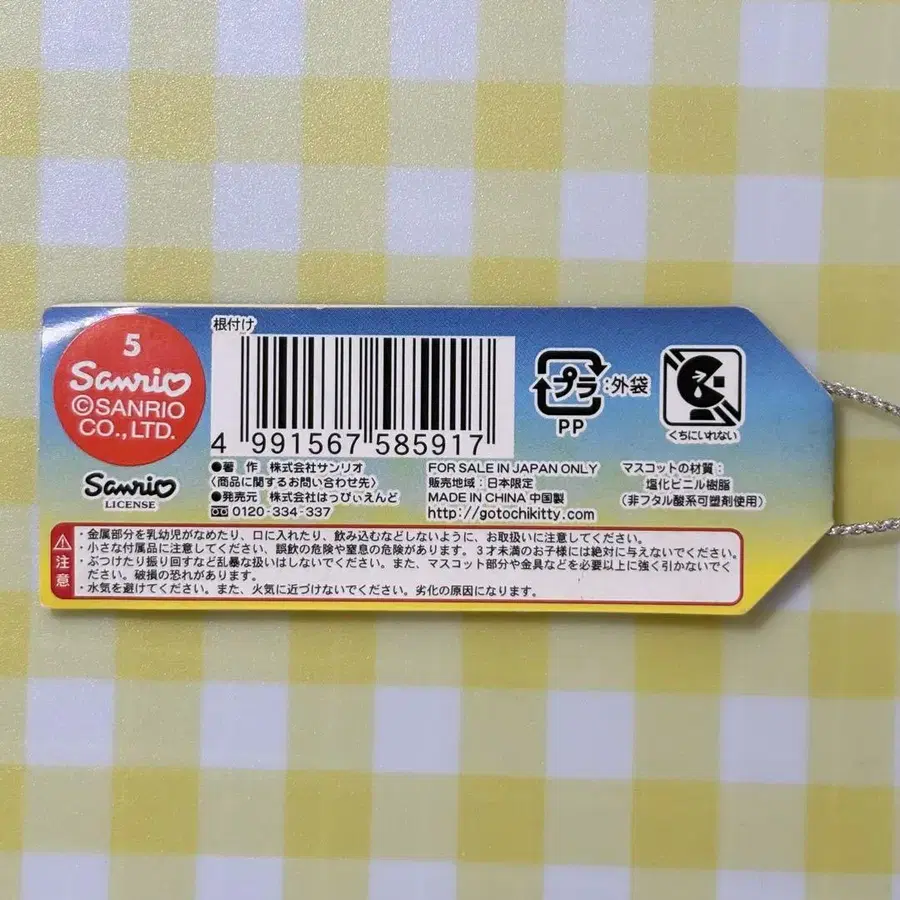 5
Sanrio
©SANRIO
CO.,LTD.
Sanrio
LICENSE
根付け
4 991567 585917
プラ:外袋
PP
くちにいれない
●著 作 株式会社サンリオ
〈商品に関するお問い合わせ先〉
●発売元 株式会社はっぴぃえんど
0120-334-337
FOR SALE IN JAPAN ONLY
販売地域:日本限定
MADE IN CHINA 中国製
http://gotochikitty.com
マスコットの材質:
塩化ビニル樹脂
(非フタル酸系可塑剤使用)
注意
・金属部分を乳幼児がなめたり、口に入れたり、飲み込むなどしないように、お取扱いに注意してください。
・小さな付属品に注意してください、誤飲の危険や窒息の危険があります。3才未満のお子様には絶対に与えないでください。
・ぶつけたり振り回すなど乱暴な扱いはしないでください。また、マスコット部分や金具などを必要以上に強く引かないでく
ださい。破損の恐れがあります。
・水気を避けてください。また、火気に近づけないでください。劣化の原因になります。